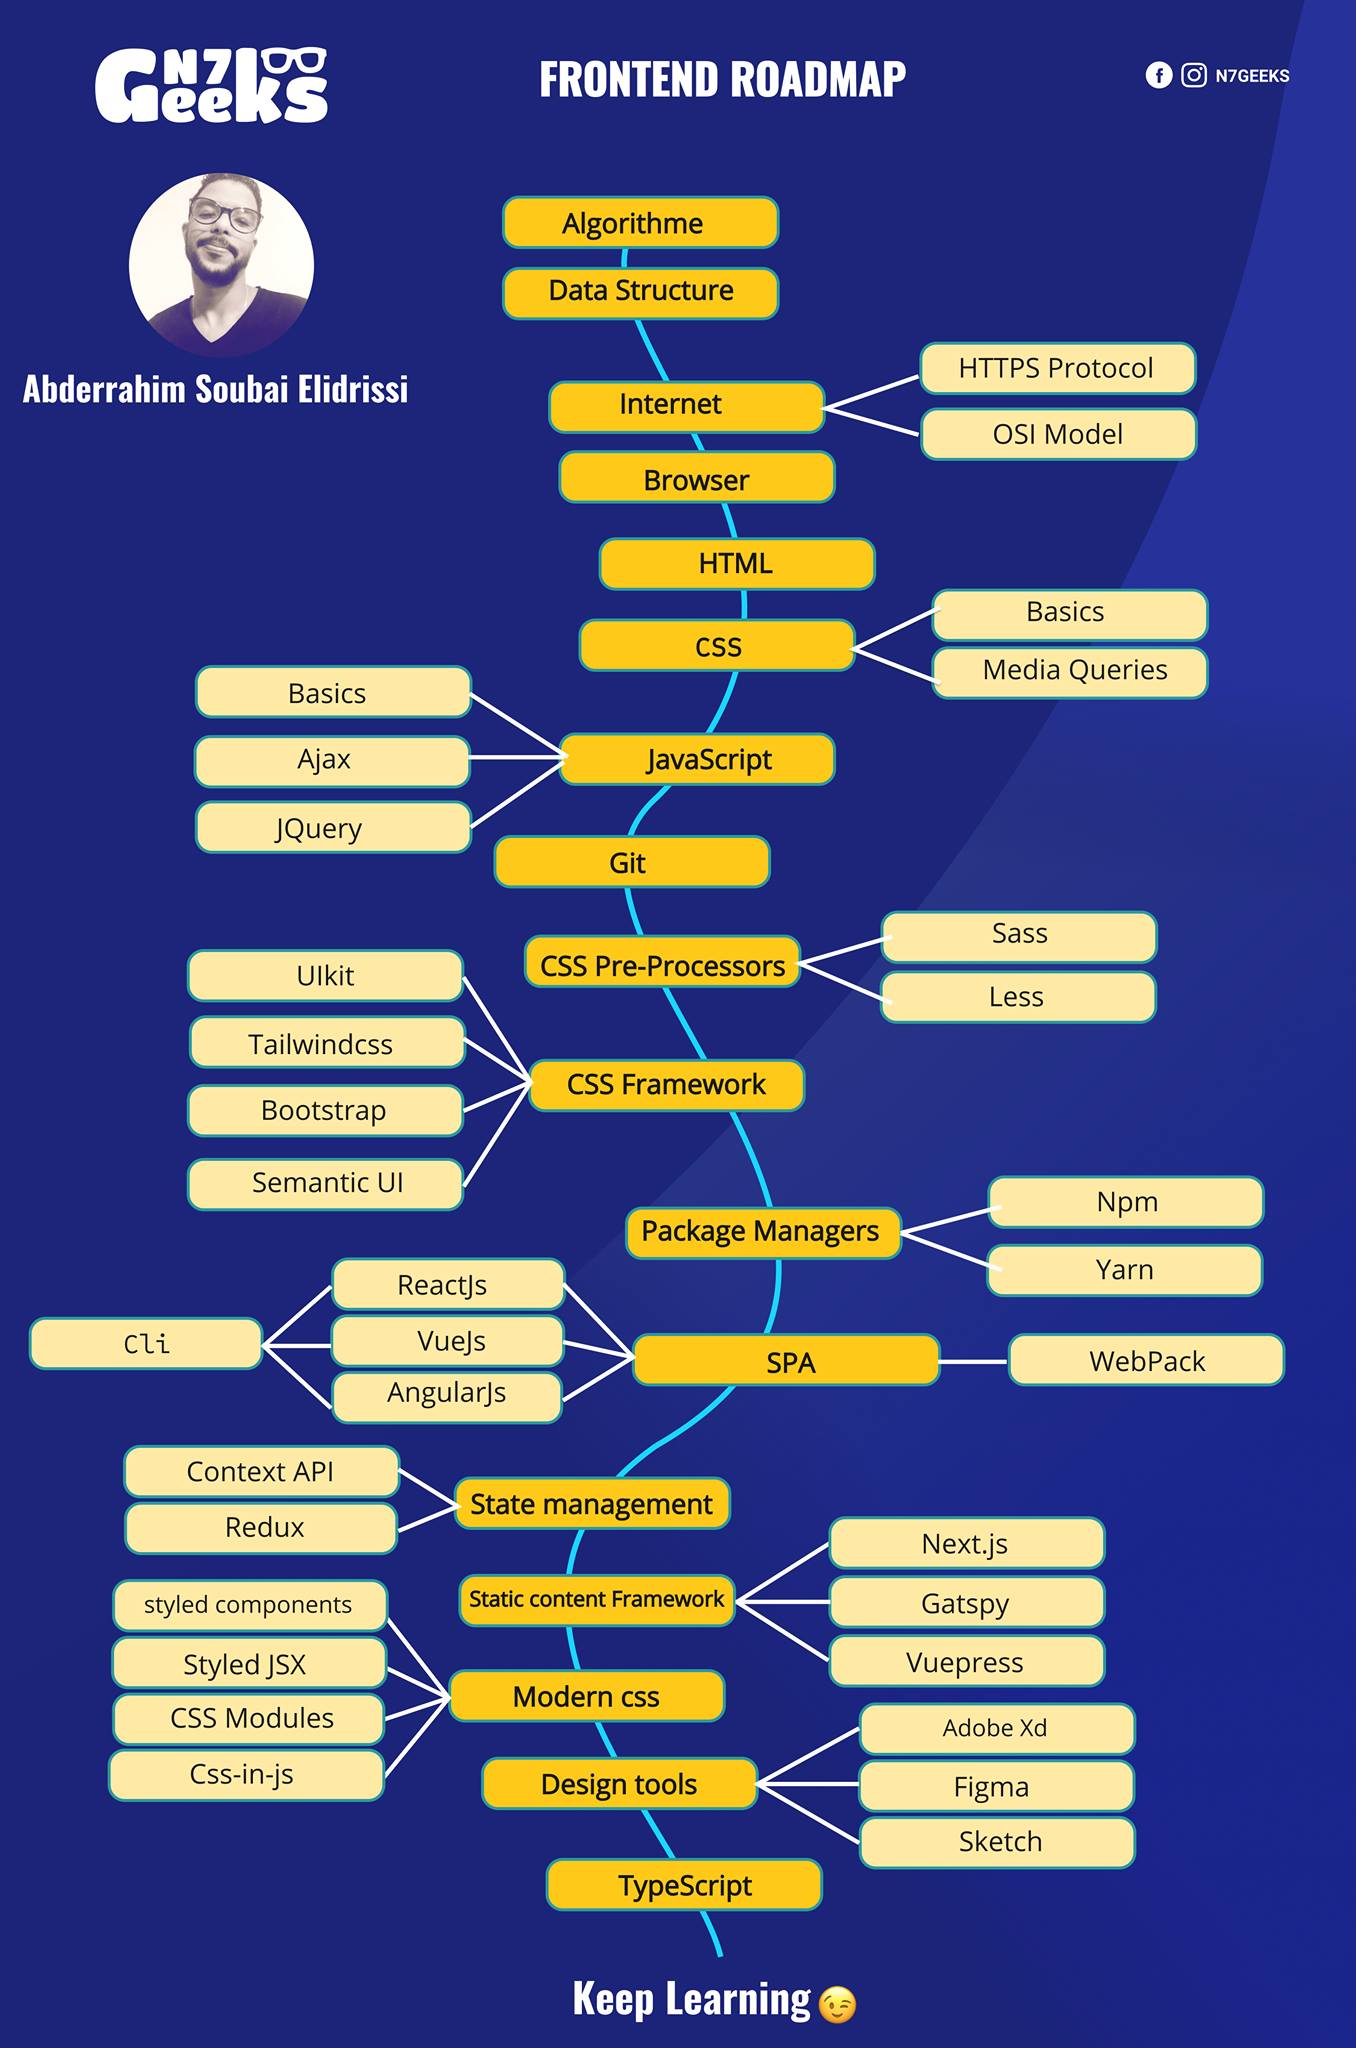 N7
Geeks
FRONTEND ROADMAP
N7GEEKS
Abderrahim Soubai Elidrissi
Algorithme
Data Structure
Internet
HTTPS Protocol
OSI Model
Browser
HTML
css
Basics
Media Queries
JavaScript
Basics
Ajax
JQuery
Git
CSS Pre-Processors
Sass
Less
CSS Framework
UIkit
Tailwindcss
Bootstrap
Semantic UI
Package Managers
Npm
Yarn
SPA
ReactJs
VueJs
AngularJs
Cli
WebPack
State management
Context API
Redux
Static content Framework
Next.js
Gatspy
Vuepress
Modern css
styled components
Styled JSX
CSS Modules
Css-in-js
Design tools
Adobe Xd
Figma
Sketch
TypeScript
Keep Learning